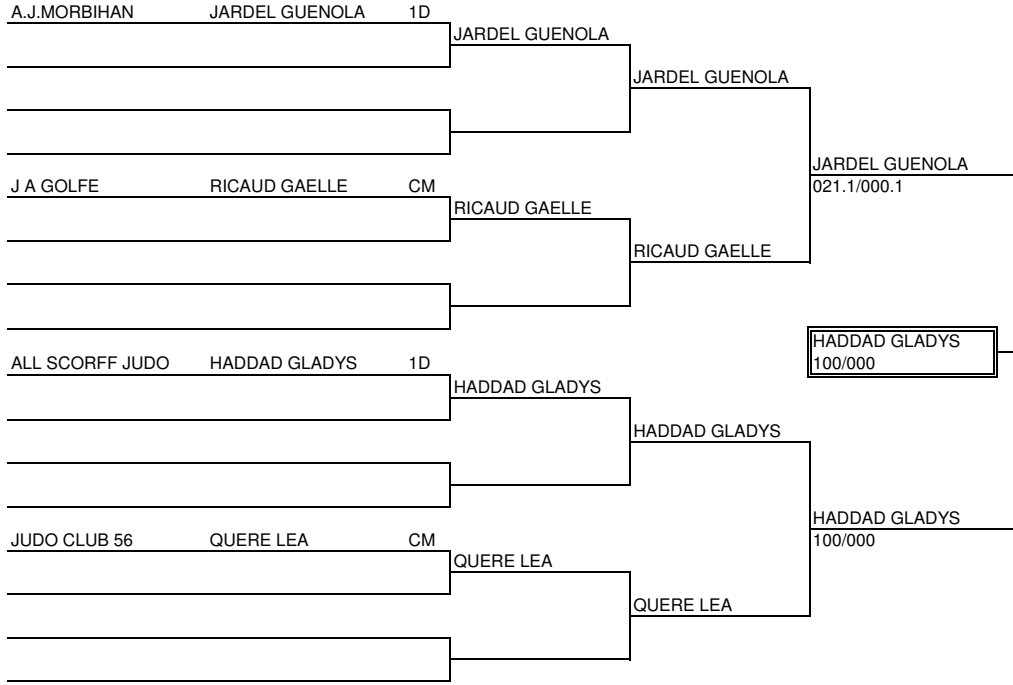 A.J.MORBIHAN JARDEL GUENOLA 1D
JARDEL GUENOLA
JARDEL GUENOLA
JARDEL GUENOLA
021.1/000.1
J A GOLFE RICAUD GAELLE CM
RICAUD GAELLE
RICAUD GAELLE
HADDAD GLADYS
100/000
ALL SCORFF JUDO HADDAD GLADYS 1D
HADDAD GLADYS
HADDAD GLADYS
HADDAD GLADYS
100/000
JUDO CLUB 56 QUERE LEA CM
QUERE LEA
QUERE LEA